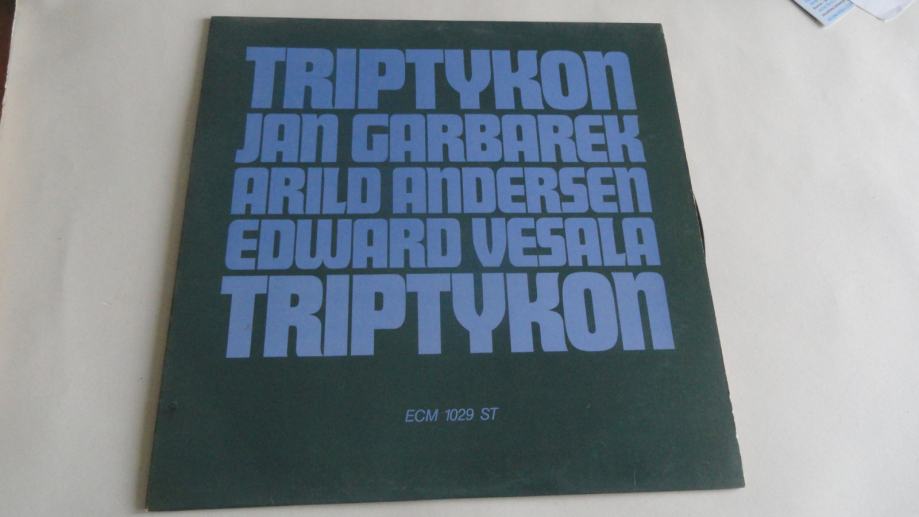 TRIPTYKON
JAN GARBAREK
ARILD ANDERSEN
EDWARD VESALA
TRIPTYKON
ECM 1029 ST